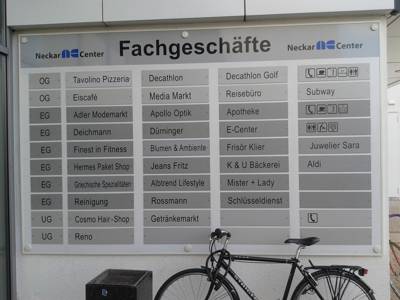 Neckar Center Fachgeschäfte Neckar Center
OG Tavolino Pizzeria Decathlon Decathlon Golf
OG Eiscafé Media Markt Reisebüro Subway
EG Adler Modemarkt Apollo Optik Apotheke
EG Deichmann Düminger E-Center
EG Finest in Fitness Blumen & Ambiente Frisör Klier Juwelier Sara
EG Hermes Paket Shop Jeans Fritz K & U Bäckerei Aldi
EG Griechische Spezialitäten Albtrend Lifestyle Mister + Lady
EG Reinigung Rossmann Schlüsseldienst
UG Cosmo Hair-Shop Getränkemarkt
UG Reno